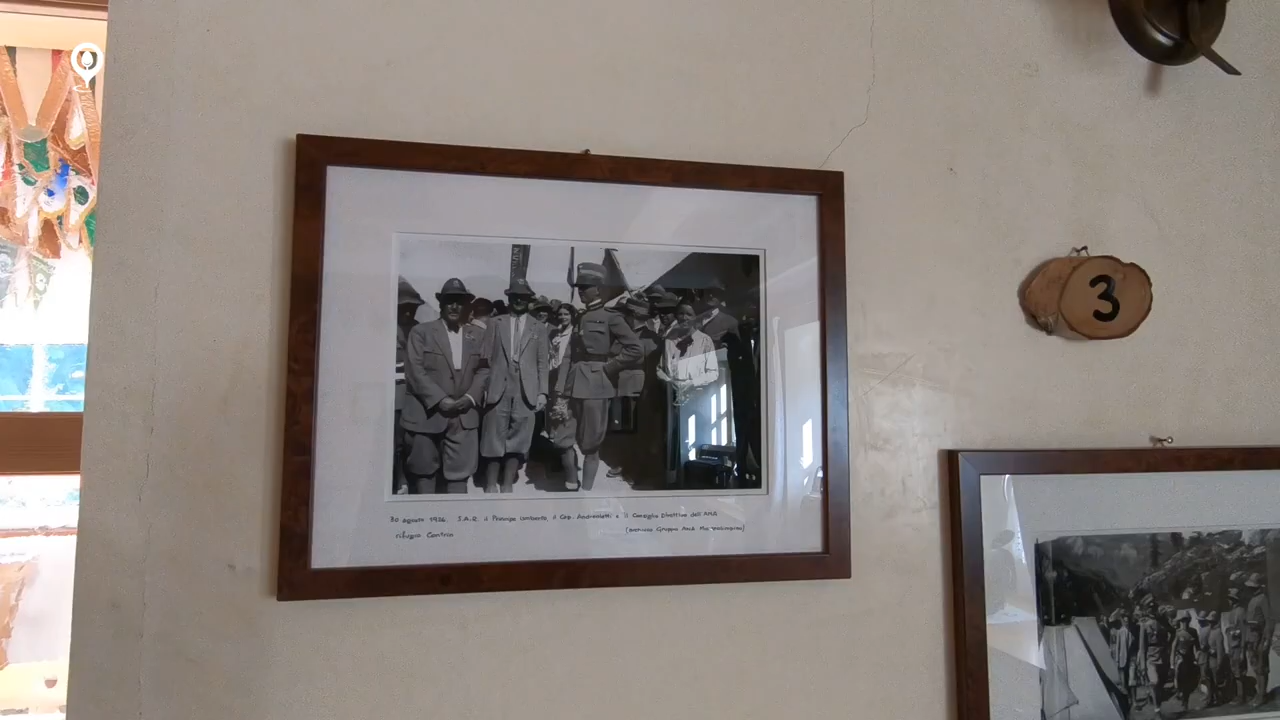 30 agosto 1926. S.A.R. il Principe Umberto, il Cap. Andreoletti e il Consiglio Direttivo dell'ANA
rifugio Contrin
(archivio Gruppo ANA
3